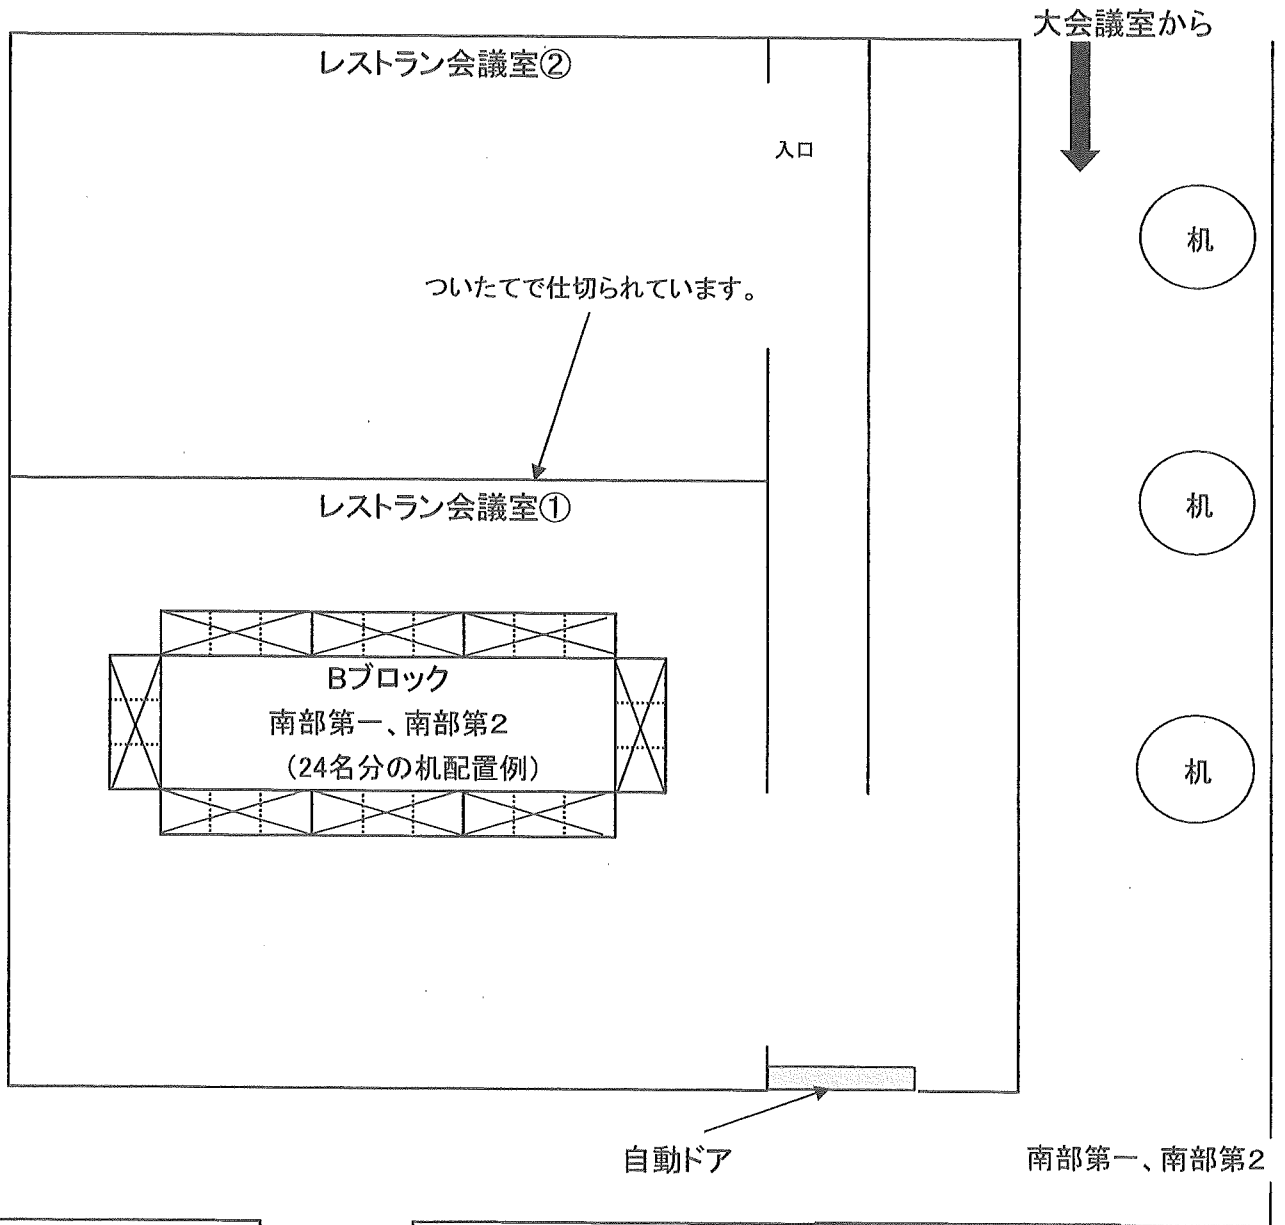 大会議室から
レストラン会議室②
入口
机
ついたてで仕切られています。
レストラン会議室①
机
Bブロック
南部第一、南部第2
（24名分の机配置例）
机
自動ドア
南部第一、南部第2